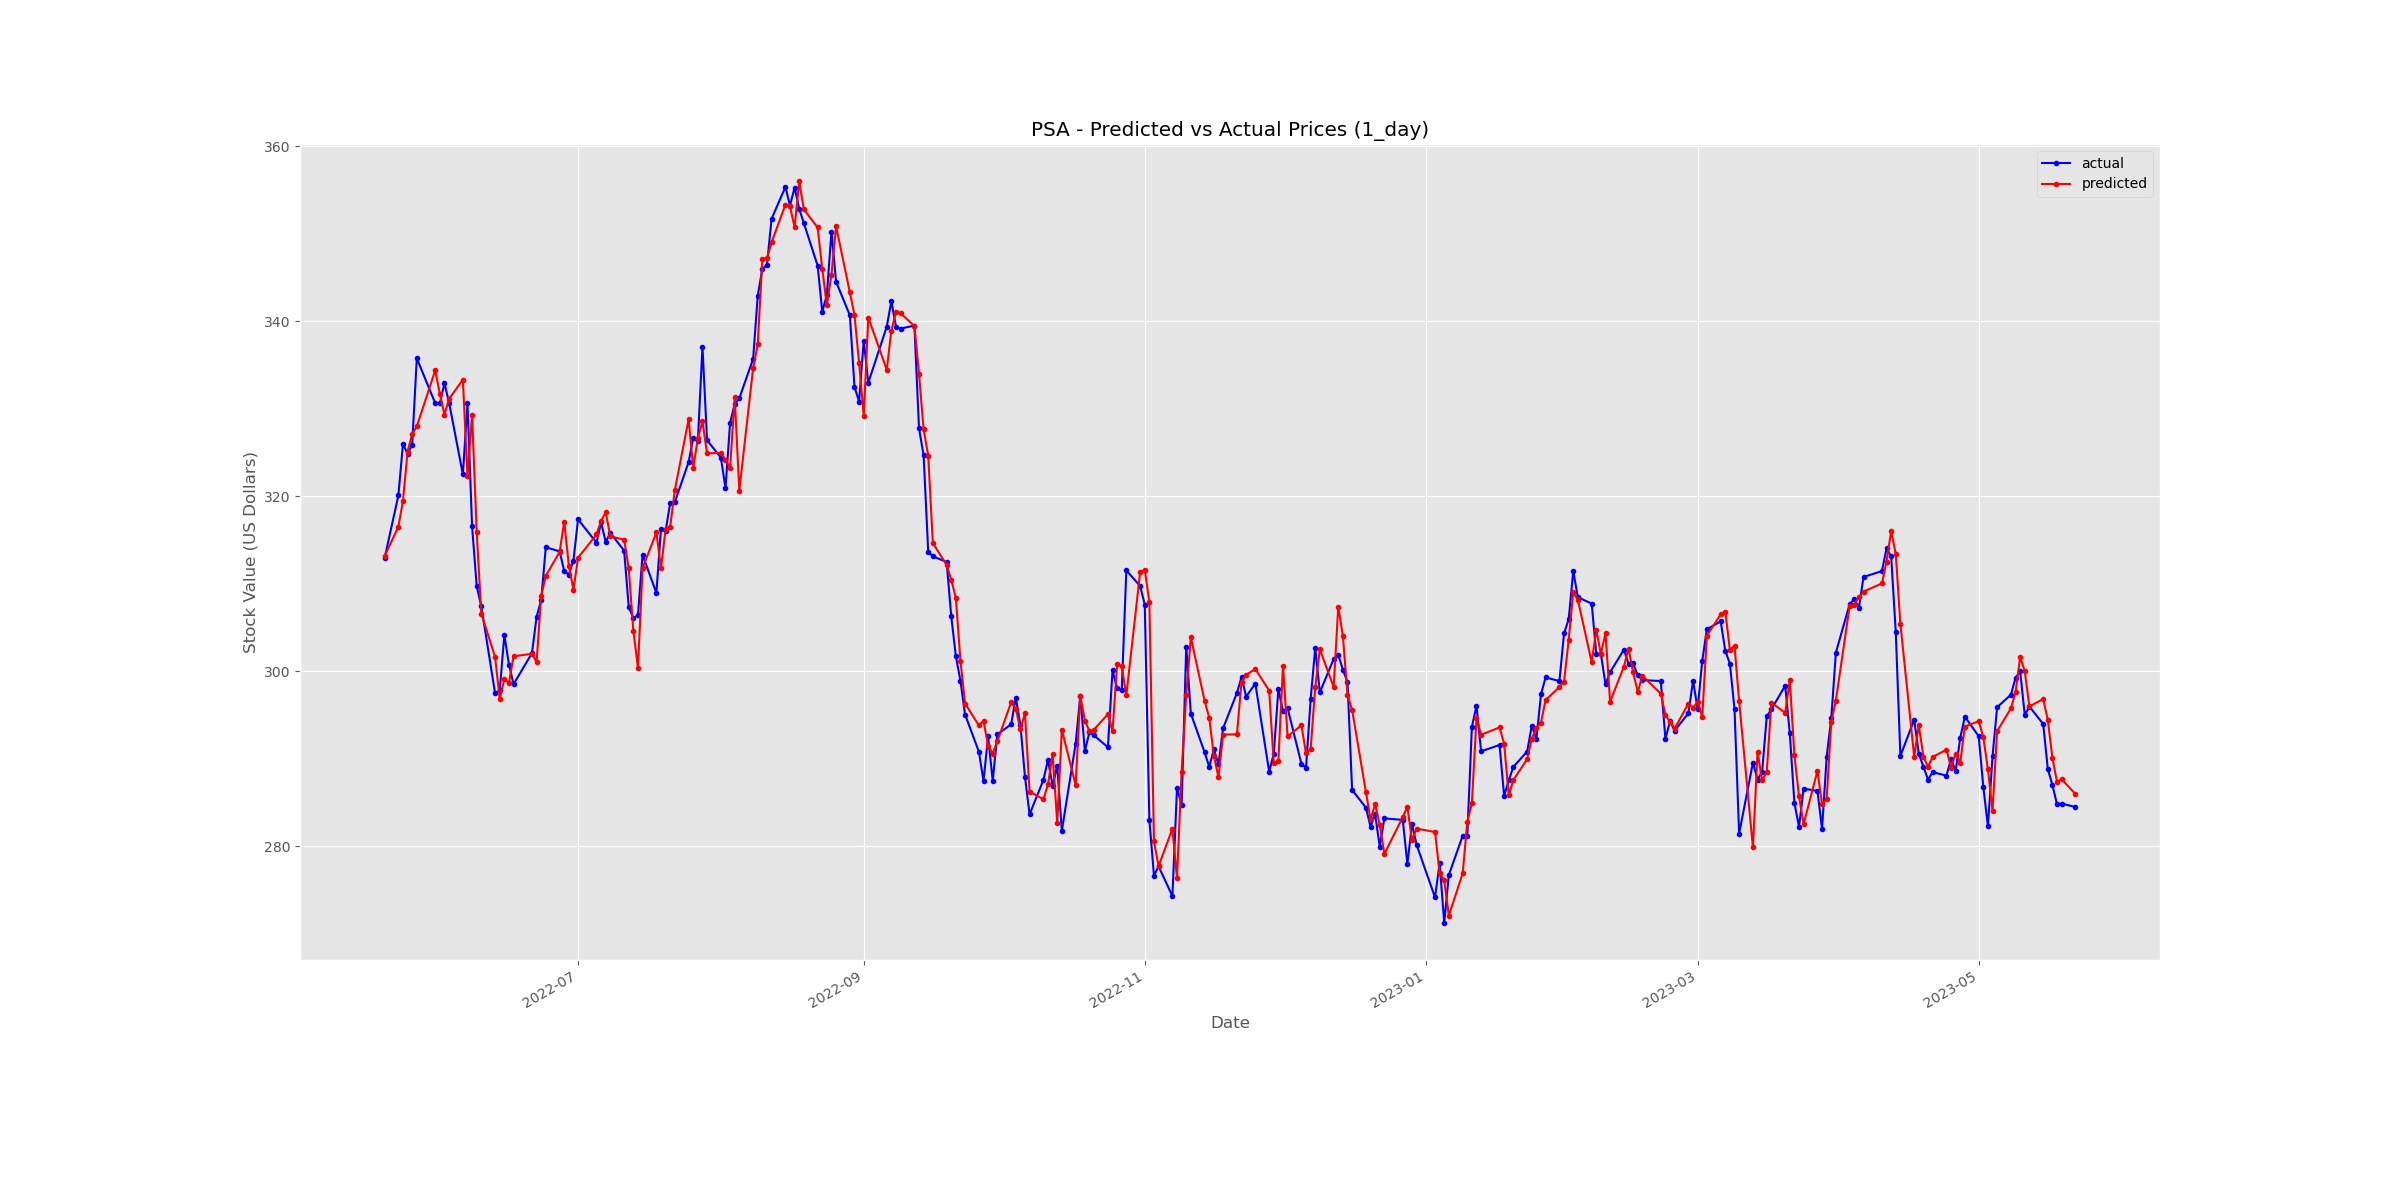 PSA - Predicted vs Actual Prices (1_day)
actual
predicted
360
340
320
300
280
Stock Value (US Dollars)
2022-07
2022-09
2022-11
2023-01
2023-03
2023-05
Date